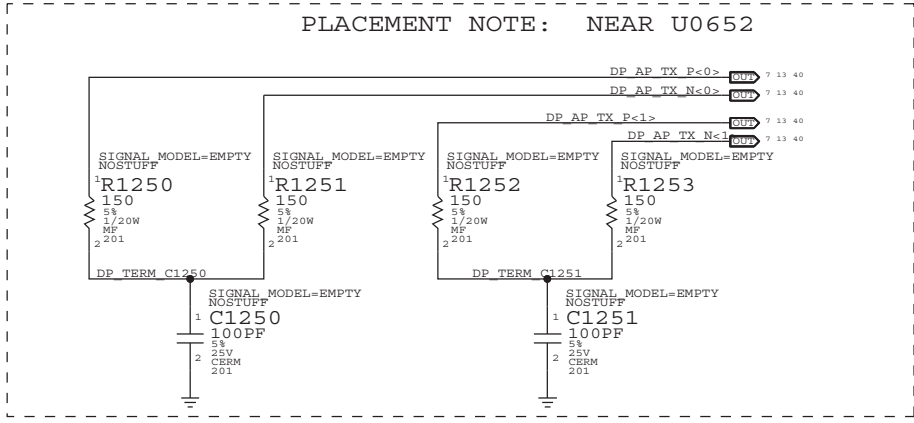 PLACEMENT NOTE: NEAR U0652
DP_AP_TX_P<0>
OUT
7 13 40
DP_AP_TX_N<0>
OUT
7 13 40
DP_AP_TX_P<1>
OUT
7 13 40
DP_AP_TX_N<1
OUT
7 13 40
SIGNAL_MODEL=EMPTY
NOSTUFF
1
R1250
150
5%
1/20W
MF
201
2
SIGNAL_MODEL=EMPTY
NOSTUFF
1
R1251
150
5%
1/20W
MF
201
2
SIGNAL_MODEL=EMPTY
NOSTUFF
1
R1252
150
5%
1/20W
MF
201
2
SIGNAL_MODEL=EMPTY
NOSTUFF
1
R1253
150
5%
1/20W
MF
201
2
DP_TERM_C1250
DP_TERM_C1251
SIGNAL_MODEL=EMPTY
NOSTUFF
1
C1250
100PF
5%
25V
2
CERM
201
SIGNAL_MODEL=EMPTY
NOSTUFF
1
C1251
100PF
5%
25V
2
CERM
201